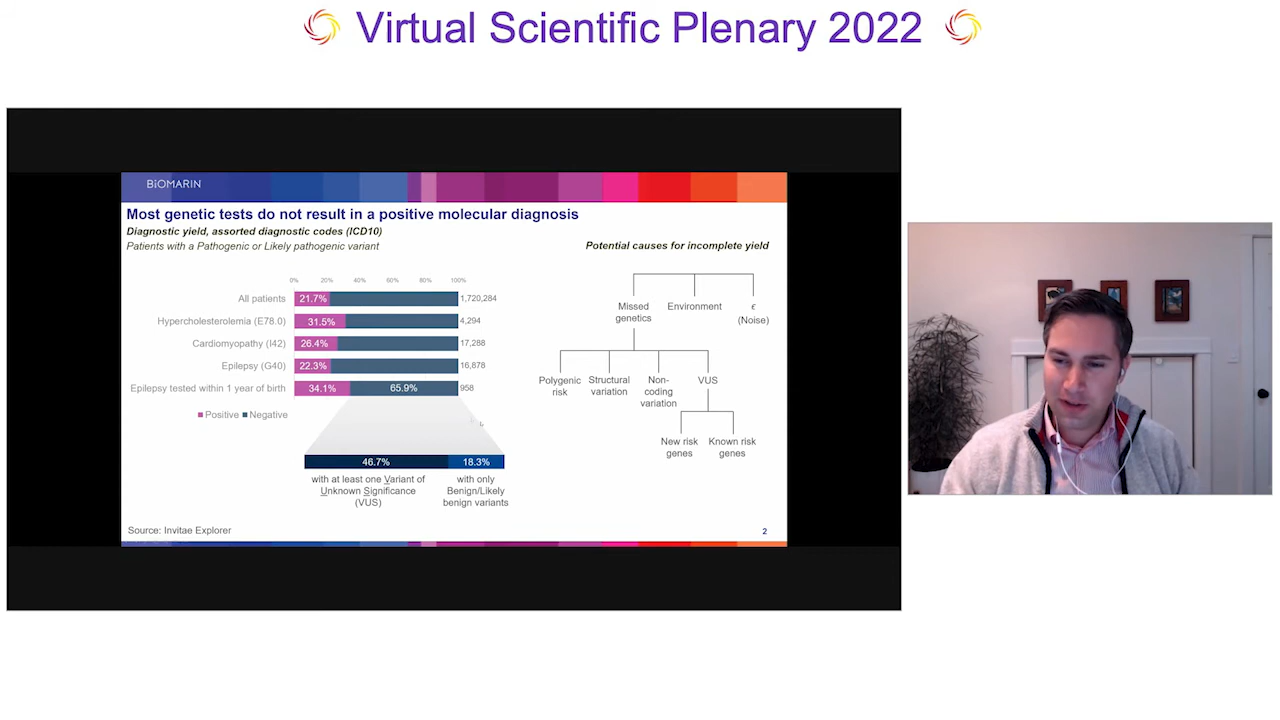 Virtual Scientific Plenary 2022
BIOMARIN
Most genetic tests do not result in a positive molecular diagnosis
Diagnostic yield, assorted diagnostic codes (ICD10)
Patients with a Pathogenic or Likely pathogenic variant
0% 20% 40% 60% 80% 100%
All patients 21.7% 1,720,284
Hypercholesterolemia (E78.0) 31.5% 4,294
Cardiomyopathy (I42) 26.4% 17,288
Epilepsy (G40) 22.3% 16,878
Epilepsy tested within 1 year of birth 34.1% 65.9% 958
Positive Negative
46.7% 18.3%
with at least one Variant of
Unknown Significance
(VUS)
with only
Benign/Likely
benign variants
Potential causes for incomplete yield
Missed
genetics
Environment
ϵ
(Noise)
Polygenic
risk
Structural
variation
Non-
coding
variation
VUS
New risk
genes
Known risk
genes
Source: Invitae Explorer
2